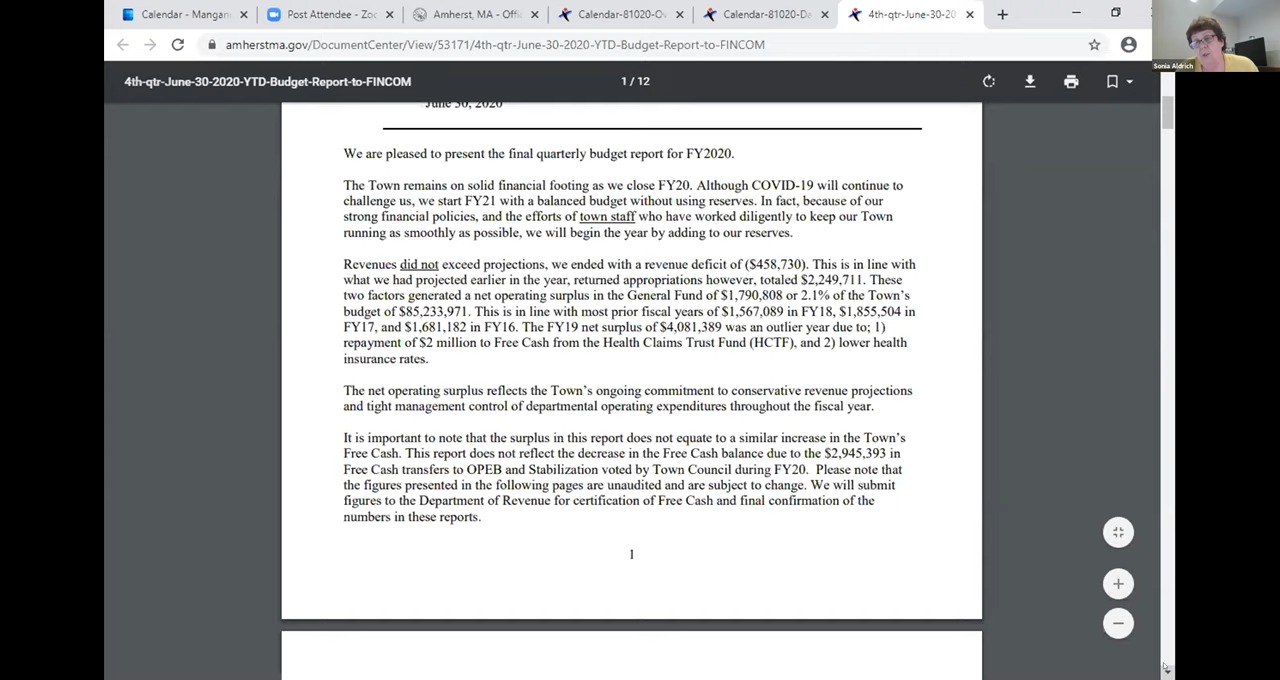 Calendar - Mangan
Post Attendee - Zoo
Amherst, MA - Offi
Calendar-81020-Ov
Calendar-81020-Da
4th-qtr-June-30-20
amherstma.gov/DocumentCenter/View/53171/4th-qtr-June-30-2020-YTD-Budget-Report-to-FINCOM
Sonia Aldrich
4th-qtr-June-30-2020-YTD-Budget-Report-to-FINCOM
1 / 12
June 30, 2020
We are pleased to present the final quarterly budget report for FY2020.
The Town remains on solid financial footing as we close FY20. Although COVID-19 will continue to
challenge us, we start FY21 with a balanced budget without using reserves. In fact, because of our
strong financial policies, and the efforts of town staff who have worked diligently to keep our Town
running as smoothly as possible, we will begin the year by adding to our reserves.
Revenues did not exceed projections, we ended with a revenue deficit of ($458,730). This is in line with
what we had projected earlier in the year, returned appropriations however, totaled $2,249,711. These
two factors generated a net operating surplus in the General Fund of $1,790,808 or 2.1% of the Town's
budget of $85,233,971. This is in line with most prior fiscal years of $1,567,089 in FY18, $1,855,504 in
FY17, and $1,681,182 in FY16. The FY19 net surplus of $4,081,389 was an outlier year due to; 1)
repayment of $2 million to Free Cash from the Health Claims Trust Fund (HCTF), and 2) lower health
insurance rates.
The net operating surplus reflects the Town's ongoing commitment to conservative revenue projections
and tight management control of departmental operating expenditures throughout the fiscal year.
It is important to note that the surplus in this report does not equate to a similar increase in the Town's
Free Cash. This report does not reflect the decrease in the Free Cash balance due to the $2,945,393 in
Free Cash transfers to OPEB and Stabilization voted by Town Council during FY20. Please note that
the figures presented in the following pages are unaudited and are subject to change. We will submit
figures to the Department of Revenue for certification of Free Cash and final confirmation of the
numbers in these reports.
1